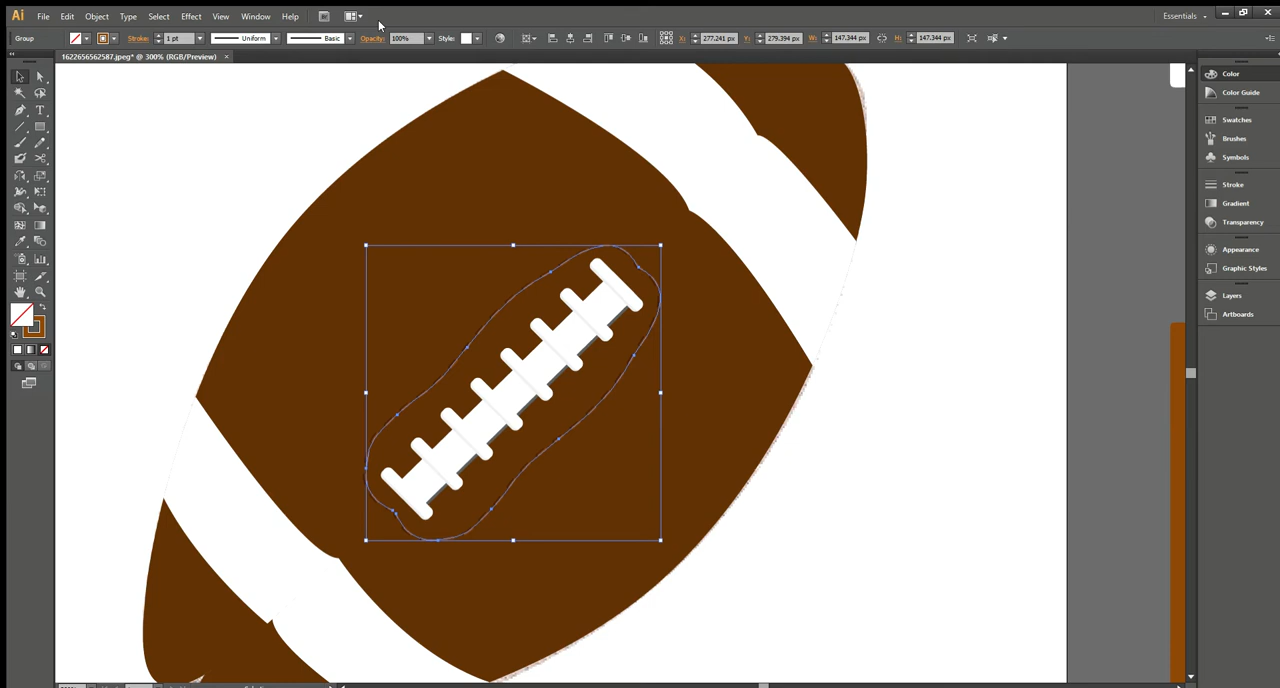 Ai File Edit Object Type Select Effect View Window Help Br Essentials
Group Stroke: 1 pt Uniform Basic Opacity: 100% Style: X: 277.241 px Y: 279.394 px W: 147.344 px H: 147.344 px
1622656562587.jpeg* @ 300% (RGB/Preview) ×
Color
Color Guide
Swatches
Brushes
Symbols
Stroke
Gradient
Transparency
Appearance
Graphic Styles
Layers
Artboards